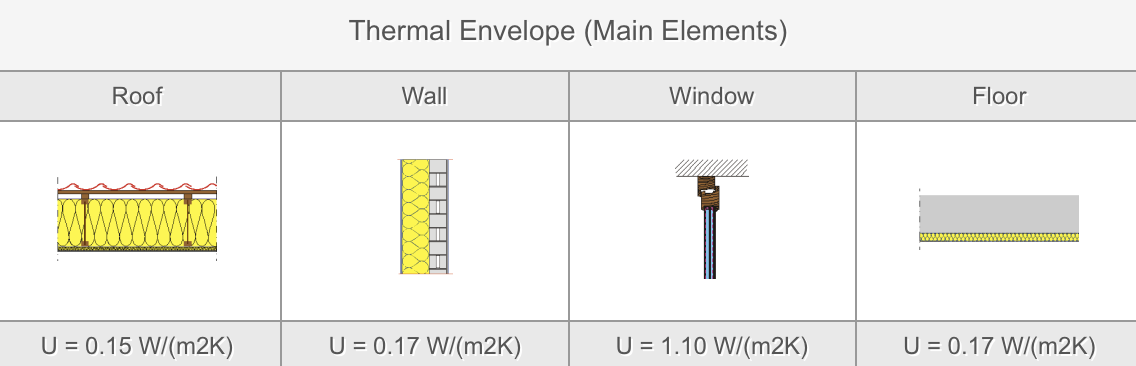 Thermal Envelope (Main Elements)
Roof
Wall
Window
Floor
U = 0.15 W/(m2K)
U = 0.17 W/(m2K)
U = 1.10 W/(m2K)
U = 0.17 W/(m2K)